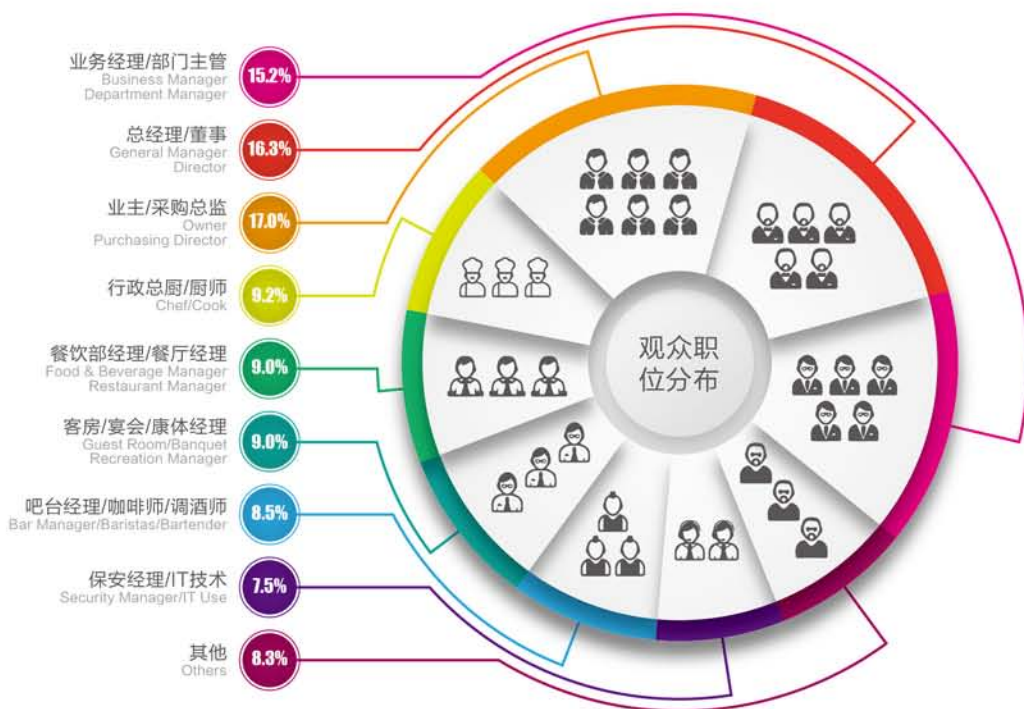 业务经理/部门主管
Business Manager
Department Manager
15.2%
总经理/董事
General Manager
Director
16.3%
业主/采购总监
Owner
Purchasing Director
17.0%
行政总厨/厨师
Chef/Cook
9.2%
餐饮部经理/餐厅经理
Food & Beverage Manager
Restaurant Manager
9.0%
客房/宴会/康体经理
Guest Room/Banquet
Recreation Manager
9.0%
吧台经理/咖啡师/调酒师
Bar Manager/Baristas/Bartender
8.5%
保安经理/IT技术
Security Manager/IT Use
7.5%
其他
Others
8.3%
观众职
位分布